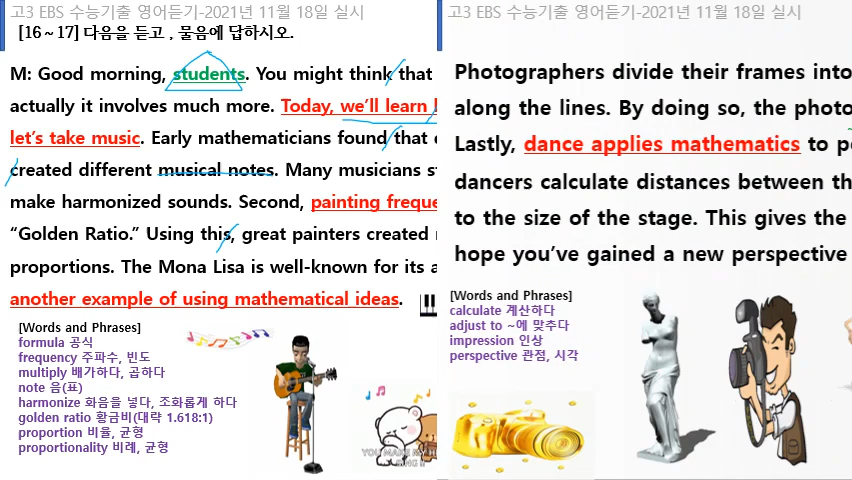 고3 EBS 수능기출 영어듣기-2021년 11월 18일 실시
[16 ~ 17] 다음을 듣고 , 물음에 답하시오.
M: Good morning, students. You might think that
actually it involves much more. Today, we’ll learn
let’s take music. Early mathematicians found that
created different musical notes. Many musicians
make harmonized sounds. Second, painting
“Golden Ratio.” Using this, great painters created
proportions. The Mona Lisa is well-known for its
another example of using mathematical ideas.
[Words and Phrases]
formula 공식
frequency 주파수, 빈도
multiply 배가하다, 곱하다
note 음(표)
harmonize 화음을 넣다, 조화롭게 하다
golden ratio 황금비(대략 1.618:1)
proportion 비율, 균형
proportionality 비례, 균형
YOU MAKE MY
고3 EBS 수능기출 영어듣기-2021년 11월 18일 실시
Photographers divide their frames into
along the lines. By doing so, the
Lastly, dance applies mathematics to
dancers calculate distances between
to the size of the stage. This gives the
hope you’ve gained a new perspective
[Words and Phrases]
calculate 계산하다
adjust to ~에 맞추다
impression 인상
perspective 관점, 시각